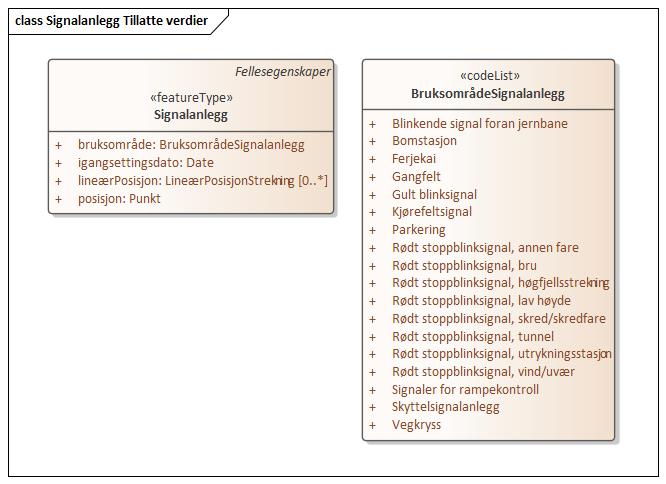 class Signalanlegg Tillatte verdier
Fellesegenskaper
«featureType»
Signalanlegg
+ bruksområde: BruksområdeSignalanlegg
+ igangsettingsdato: Date
+ lineærPosisjon: LineærPosisjonStrekning [0..*]
+ posisjon: Punkt
«codeList»
BruksområdeSignalanlegg
+ Blinkende signal foran jernbane
+ Bomstasjon
+ Ferjekai
+ Gangfelt
+ Gult blinksignal
+ Kjørefeltsignal
+ Parkering
+ Rødt stoppblinksignal, annen fare
+ Rødt stoppblinksignal, bru
+ Rødt stoppblinksignal, høgfjellsstrekning
+ Rødt stoppblinksignal, lav høyde
+ Rødt stoppblinksignal, skred/skredfare
+ Rødt stoppblinksignal, tunnel
+ Rødt stoppblinksignal, utrykningsstasjon
+ Rødt stoppblinksignal, vind/uvær
+ Signaler for rampekontroll
+ Skyttelsignalanlegg
+ Vegkryss